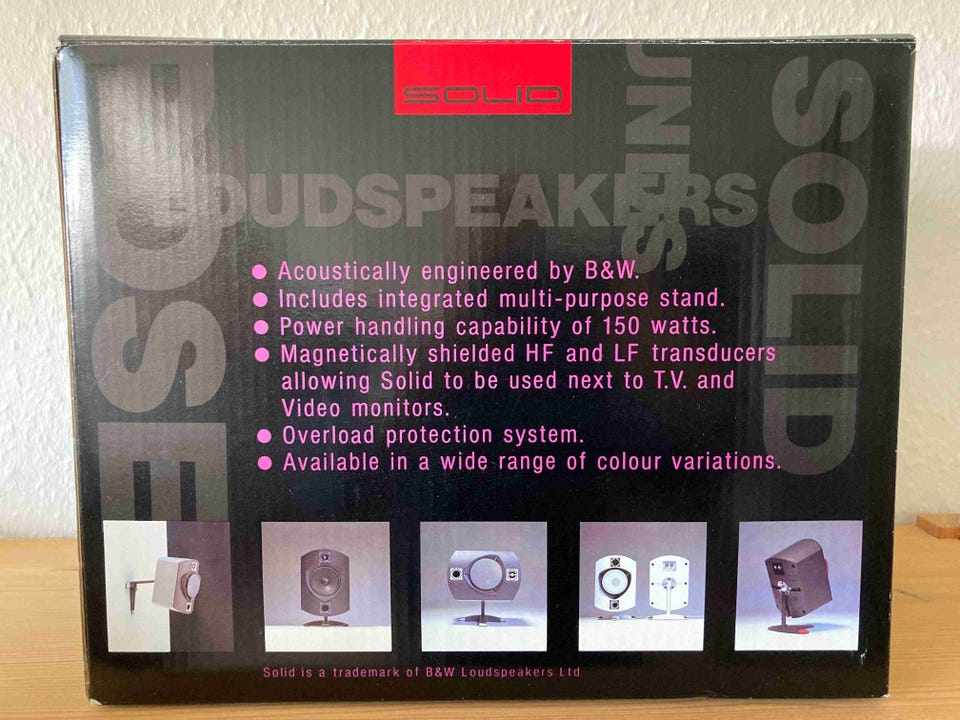 SOLID
LOUDSPEAKERS
SOLID
● Acoustically engineered by B&W.
● Includes integrated multi-purpose stand.
● Power handling capability of 150 watts.
● Magnetically shielded HF and LF transducers
allowing Solid to be used next to T.V. and
Video monitors.
● Overload protection system.
● Available in a wide range of colour variations.
Solid is a trademark of B&W Loudspeakers Ltd